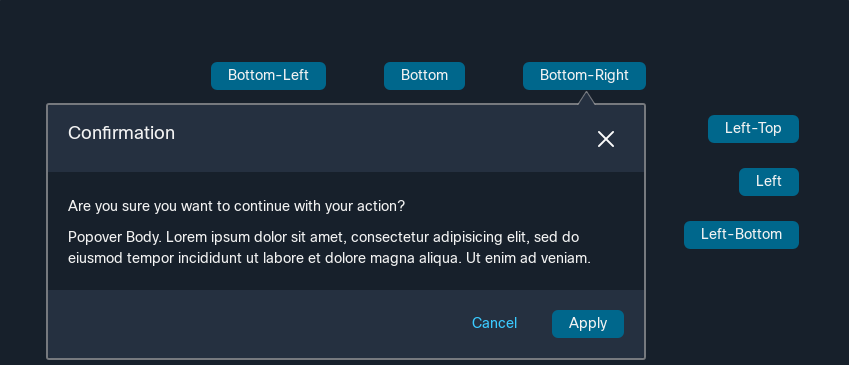 Bottom-Left
Bottom
Bottom-Right
Confirmation
Left-Top
Left
Left-Bottom
Are you sure you want to continue with your action?
Popover Body. Lorem ipsum dolor sit amet, consectetur adipisicing elit, sed do
eiusmod tempor incididunt ut labore et dolore magna aliqua. Ut enim ad veniam.
Cancel
Apply